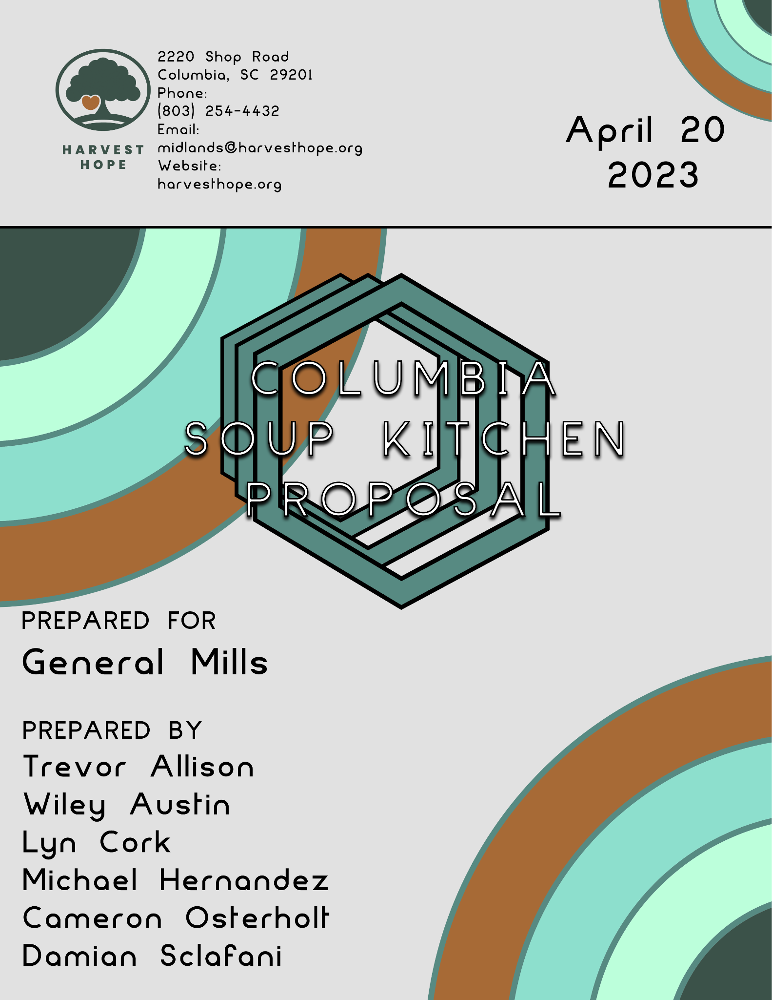 HARVEST
HOPE
2220 Shop Road
Columbia, SC 29201
Phone:
(803) 254-4432
Email:
midlands@harvesthope.org
Website:
harvesthope.org
April 20
2023
COLUMBIA
SOUP KITCHEN
PROPOSAL
PREPARED FOR
General Mills
PREPARED BY
Trevor Allison
Wiley Austin
Lyn Cork
Michael Hernandez
Cameron Osterholt
Damian Sclafani